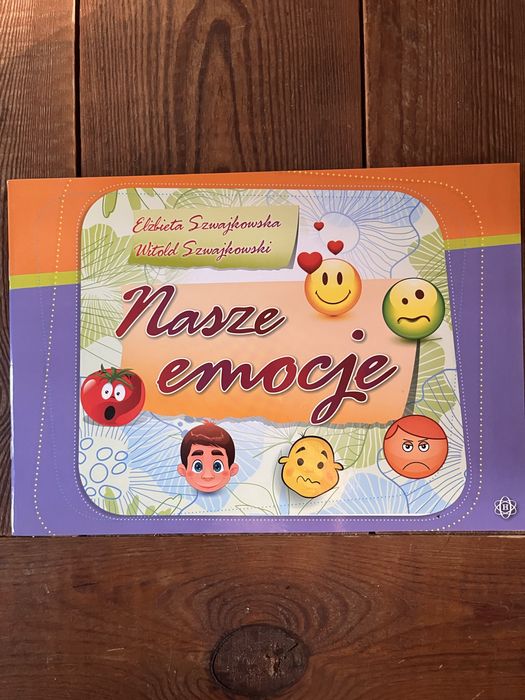 Elżbieta Szwajkowska
Witold Szwajkowski
Nasze
emocje
H